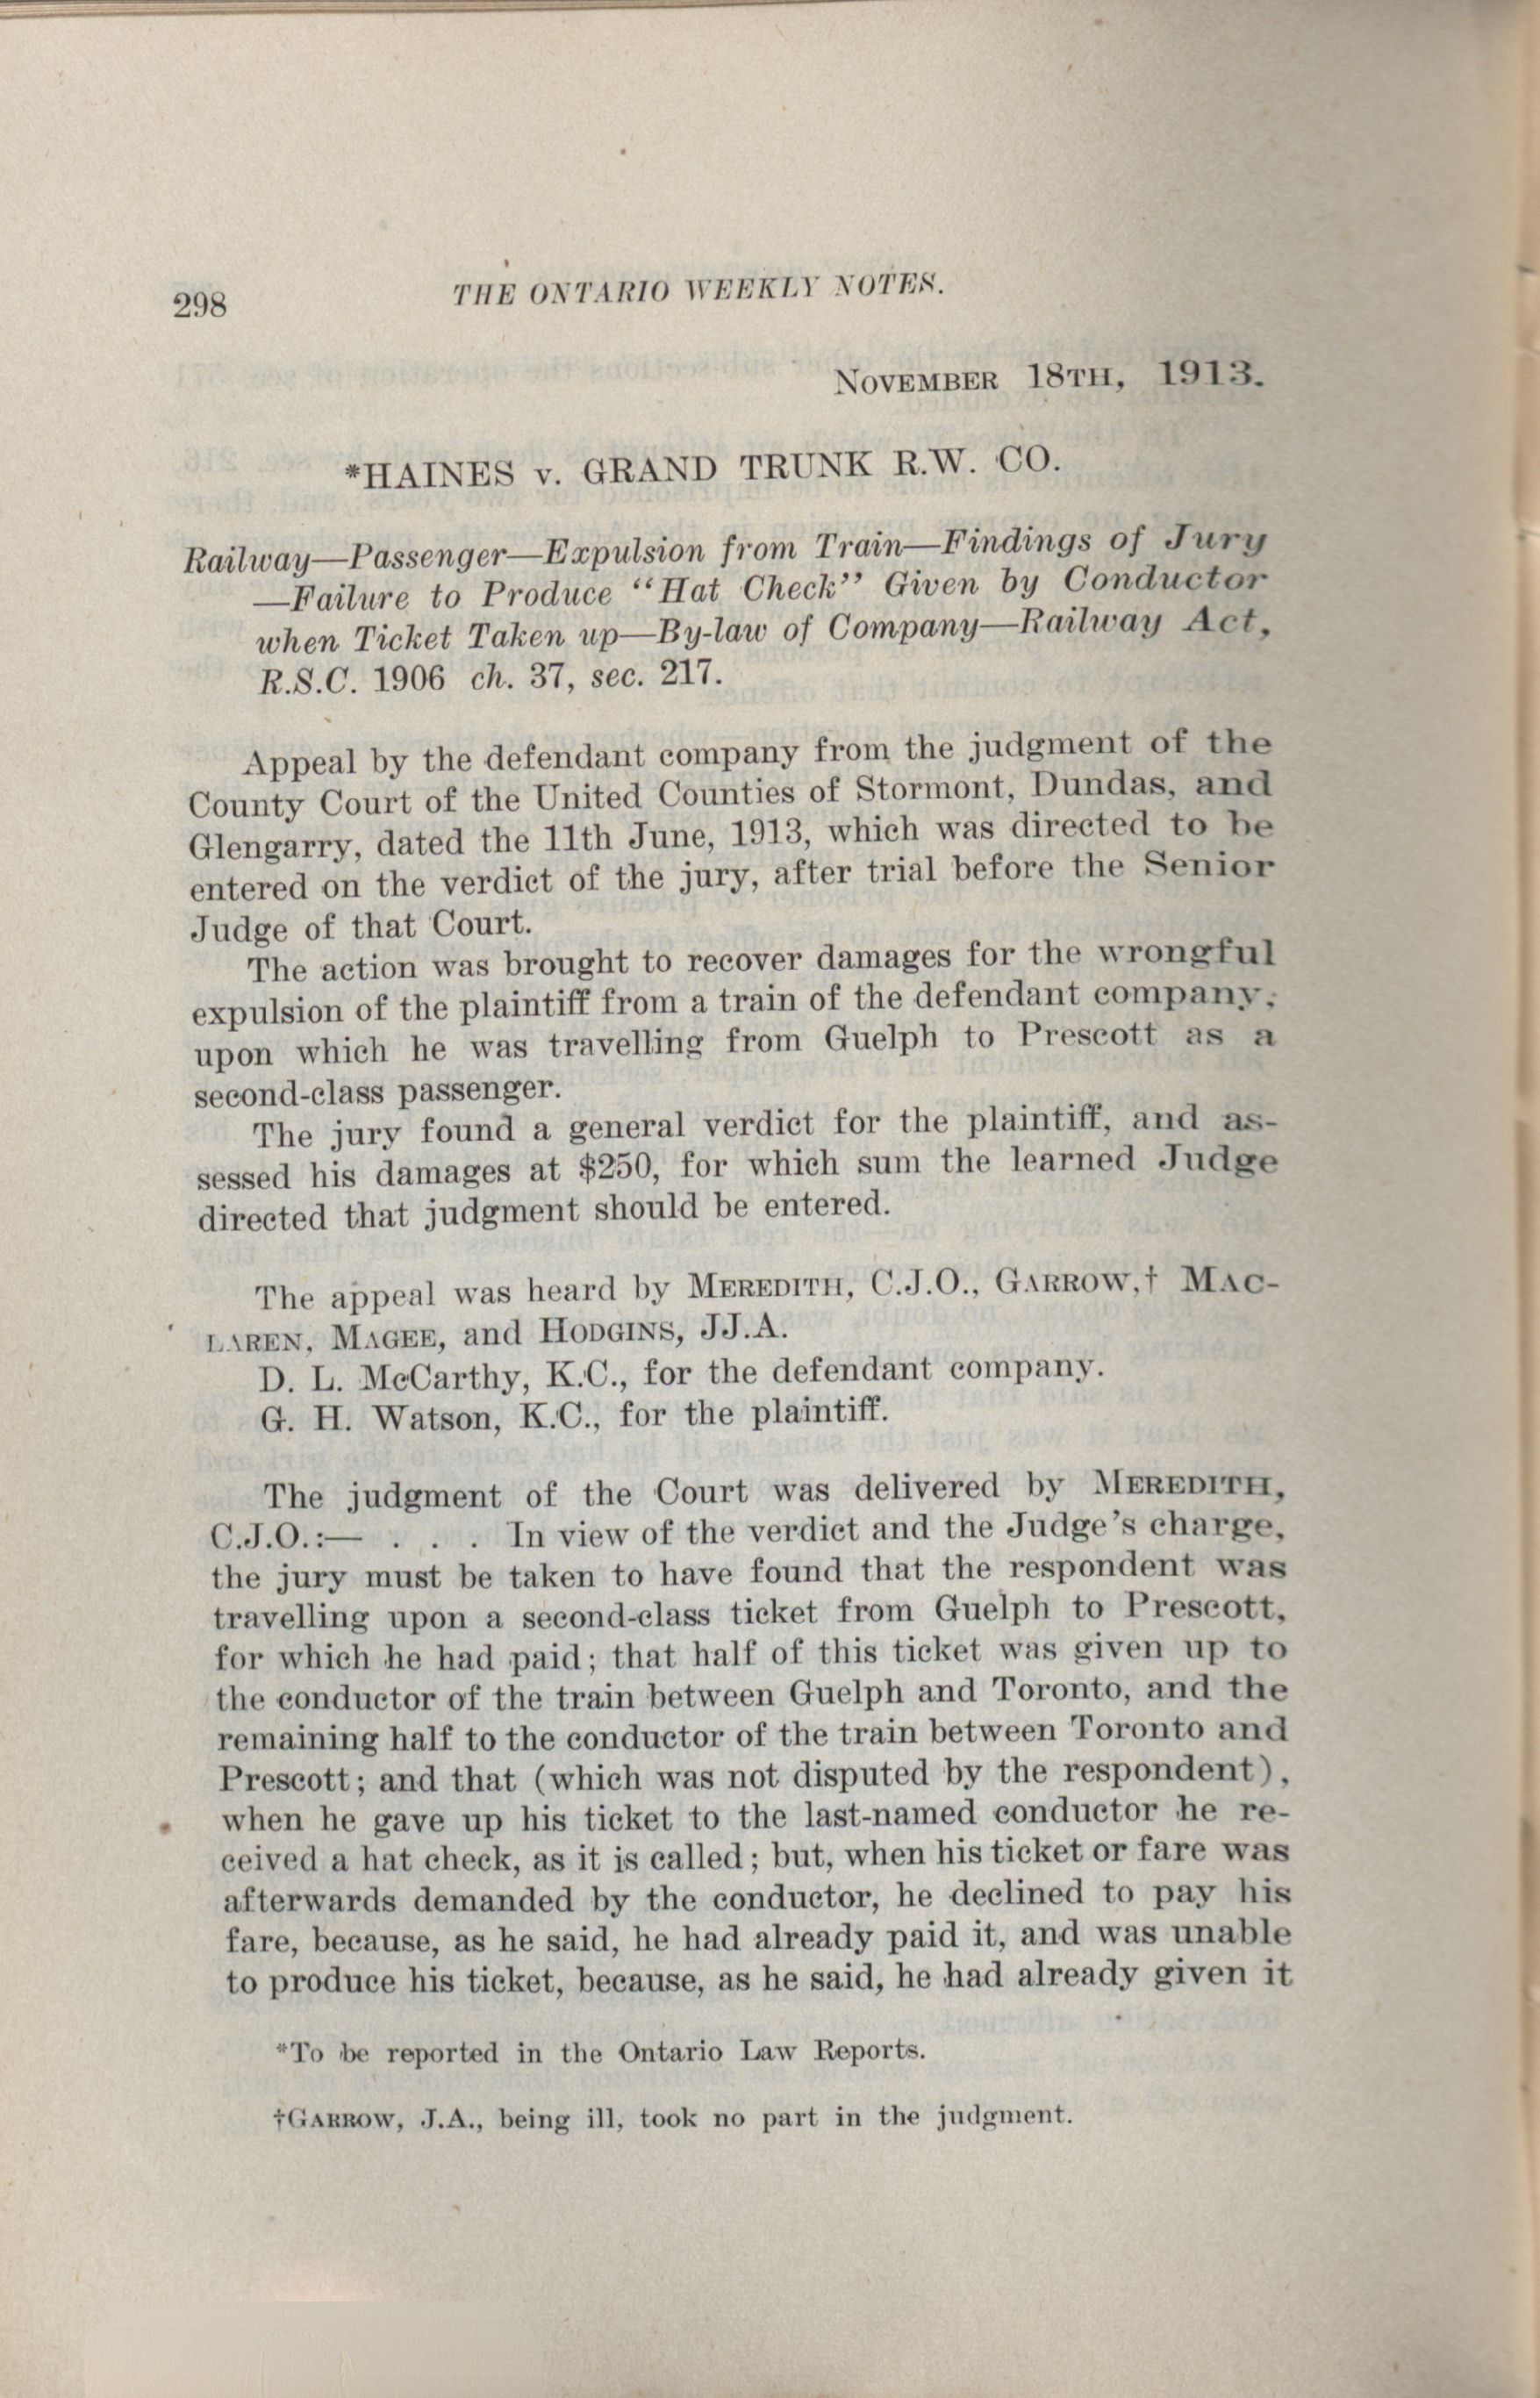 298
THE ONTARIO WEEKLY NOTES.
NOVEMBER 18TH, 1913.
*HAINES v. GRAND TRUNK R.W. CO.
Railway—Passenger—Expulsion from Train—Findings of Jury
—Failure to Produce "Hat Check" Given by Conductor
when Ticket Taken up—By-law of Company—Railway Act,
R.S.C. 1906 ch. 37, sec. 217.
Appeal by the defendant company from the judgment of the
County Court of the United Counties of Stormont, Dundas, and
Glengarry, dated the 11th June, 1913, which was directed to be
entered on the verdict of the jury, after trial before the Senior
Judge of that Court.
The action was brought to recover damages for the wrongful
expulsion of the plaintiff from a train of the defendant company,
upon which he was travelling from Guelph to Prescott as a
second-class passenger.
The jury found a general verdict for the plaintiff, and as-
sessed his damages at $250, for which sum the learned Judge
directed that judgment should be entered.
The appeal was heard by MEREDITH, C.J.O., GARROW,† MAC-
LAREN, MAGEE, and HODGINS, JJ.A.
D. L. McCarthy, K.C., for the defendant company.
G. H. Watson, K.C., for the plaintiff.
The judgment of the Court was delivered by MEREDITH,
C.J.O.:— . . . In view of the verdict and the Judge's charge,
the jury must be taken to have found that the respondent was
travelling upon a second-class ticket from Guelph to Prescott,
for which he had paid; that half of this ticket was given up to
the conductor of the train between Guelph and Toronto, and the
remaining half to the conductor of the train between Toronto and
Prescott; and that (which was not disputed by the respondent),
when he gave up his ticket to the last-named conductor he re-
ceived a hat check, as it is called; but, when his ticket or fare was
afterwards demanded by the conductor, he declined to pay his
fare, because, as he said, he had already paid it, and was unable
to produce his ticket, because, as he said, he had already given it
*To be reported in the Ontario Law Reports.
†GARROW, J.A., being ill, took no part in the judgment.